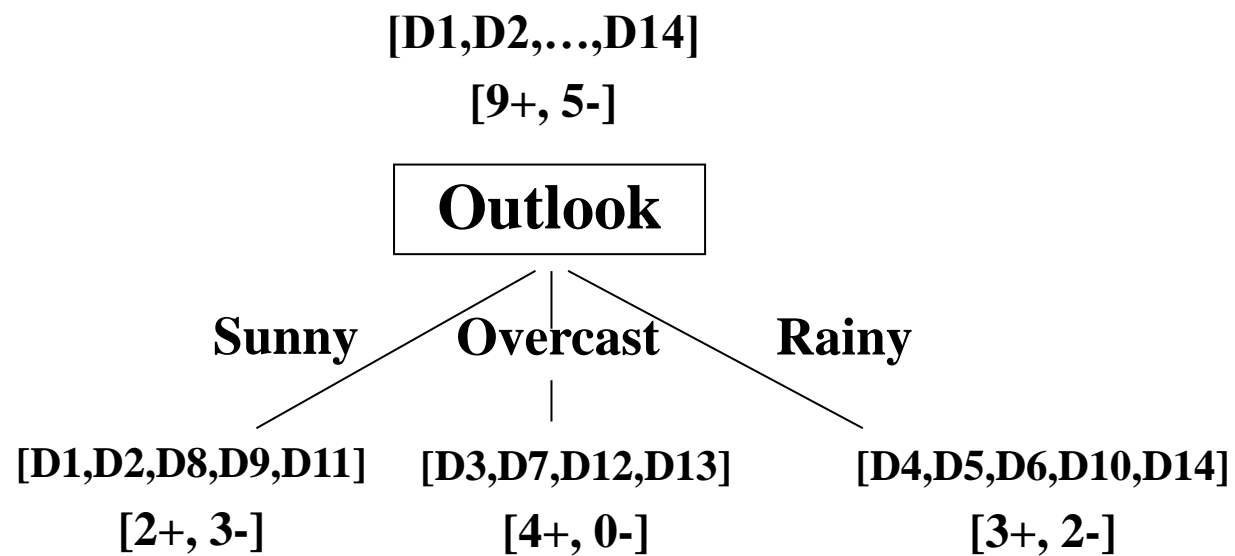 [D1,D2,…,D14]
[9+, 5-]
Outlook
Sunny Overcast Rainy
[D1,D2,D8,D9,D11] [D3,D7,D12,D13] [D4,D5,D6,D10,D14]
[2+, 3-] [4+, 0-] [3+, 2-]